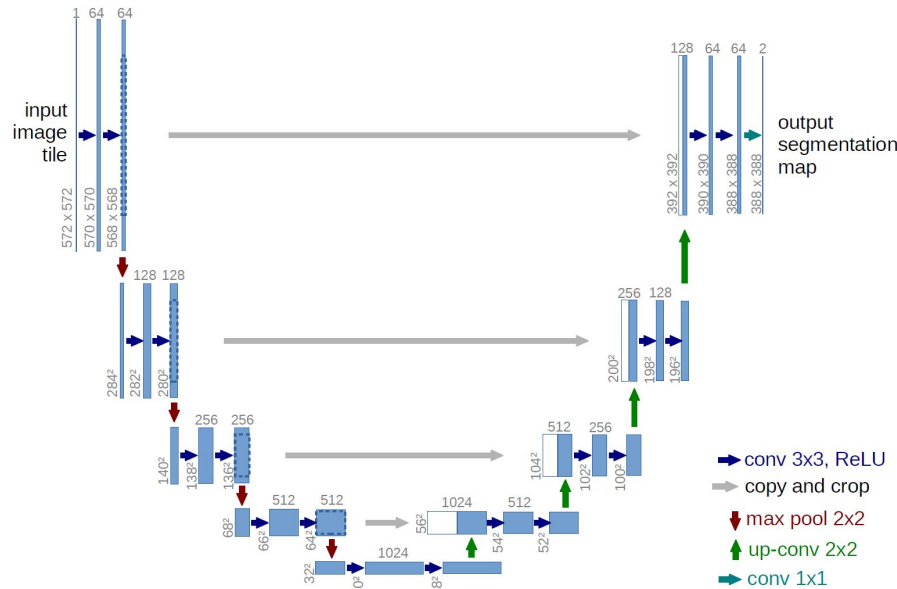 1 64 64
128 64 64 2
input
image
tile
output
segmentation
map
572 x 572
570 x 570
568 x 568
392 x 392
390 x 390
388 x 388
388 x 388
128 128
256 128
284²
282²
280²
200²
198²
196²
256 256
512 256
140²
138²
136²
104²
102²
100²
512 512
1024 512
68²
66²
64²
56²
54²
52²
1024
32²
0²
8²
conv 3x3, ReLU
copy and crop
max pool 2x2
up-conv 2x2
conv 1x1